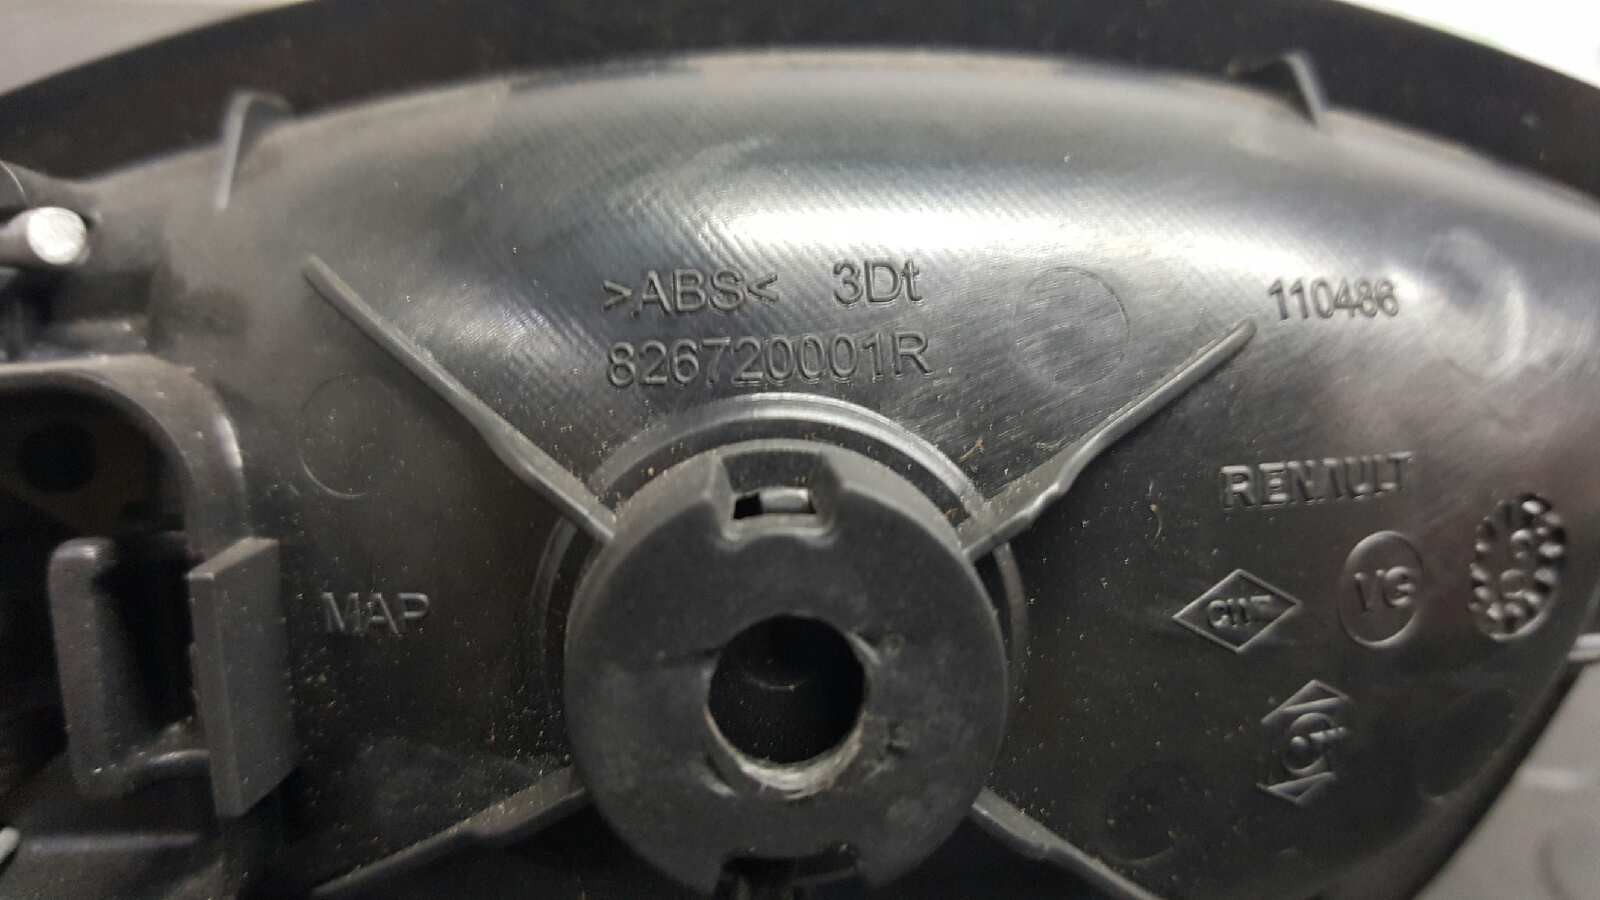 >ABS< 3Dt
826720001R
110486
RENAULT
MAP
VG